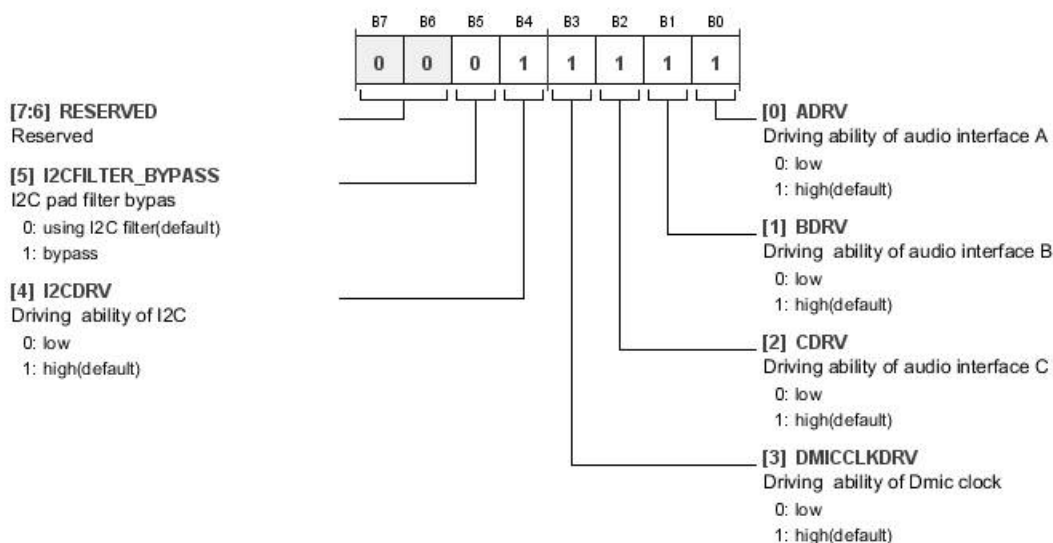 B7 B6 B5 B4 B3 B2 B1 B0
0 0 0 1 1 1 1 1
[7:6] RESERVED
Reserved
[5] I2CFILTER_BYPASS
I2C pad filter bypas
0: using I2C filter(default)
1: bypass
[4] I2CDRV
Driving ability of I2C
0: low
1: high(default)
[0] ADRV
Driving ability of audio interface A
0: low
1: high(default)
[1] BDRV
Driving ability of audio interface B
0: low
1: high(default)
[2] CDRV
Driving ability of audio interface C
0: low
1: high(default)
[3] DMICCLKDRV
Driving ability of Dmic clock
0: low
1: high(default)